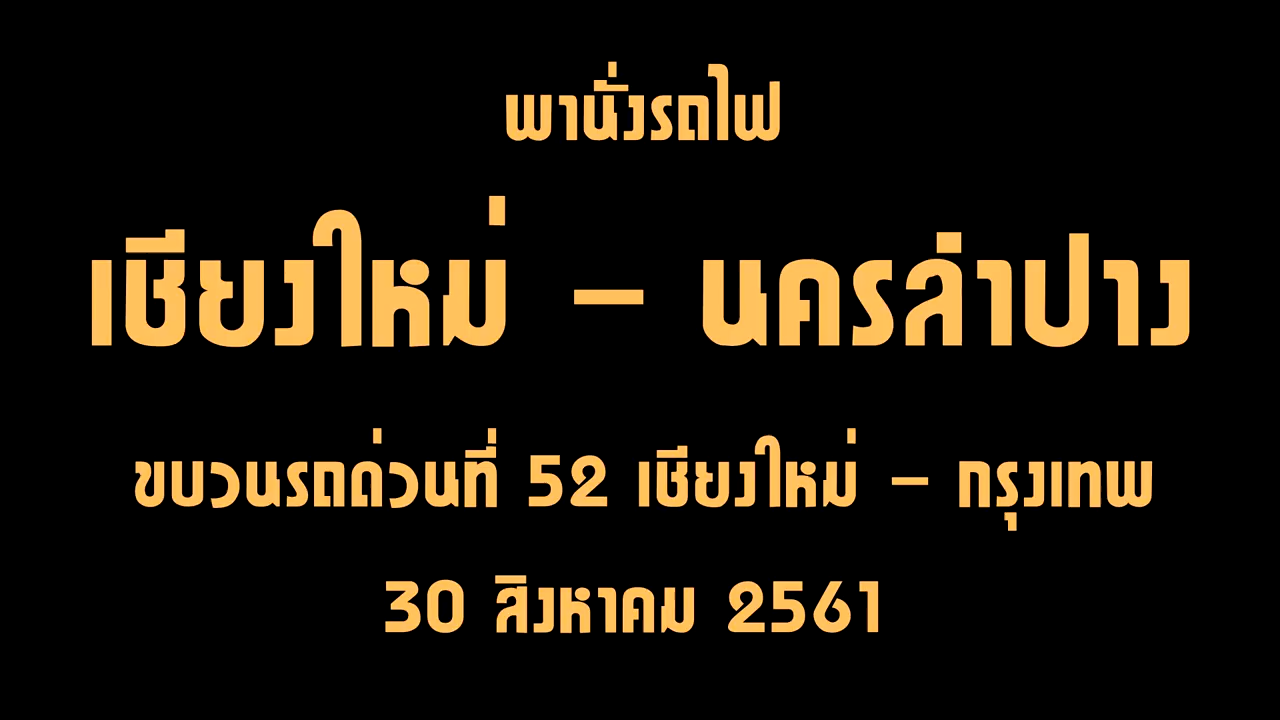 พานั่งรถไฟ
เชียงใหม่ – นครลำปาง
ขบวนรถด่วนที่ 52 เชียงใหม่ – กรุงเทพ
30 สิงหาคม 2561